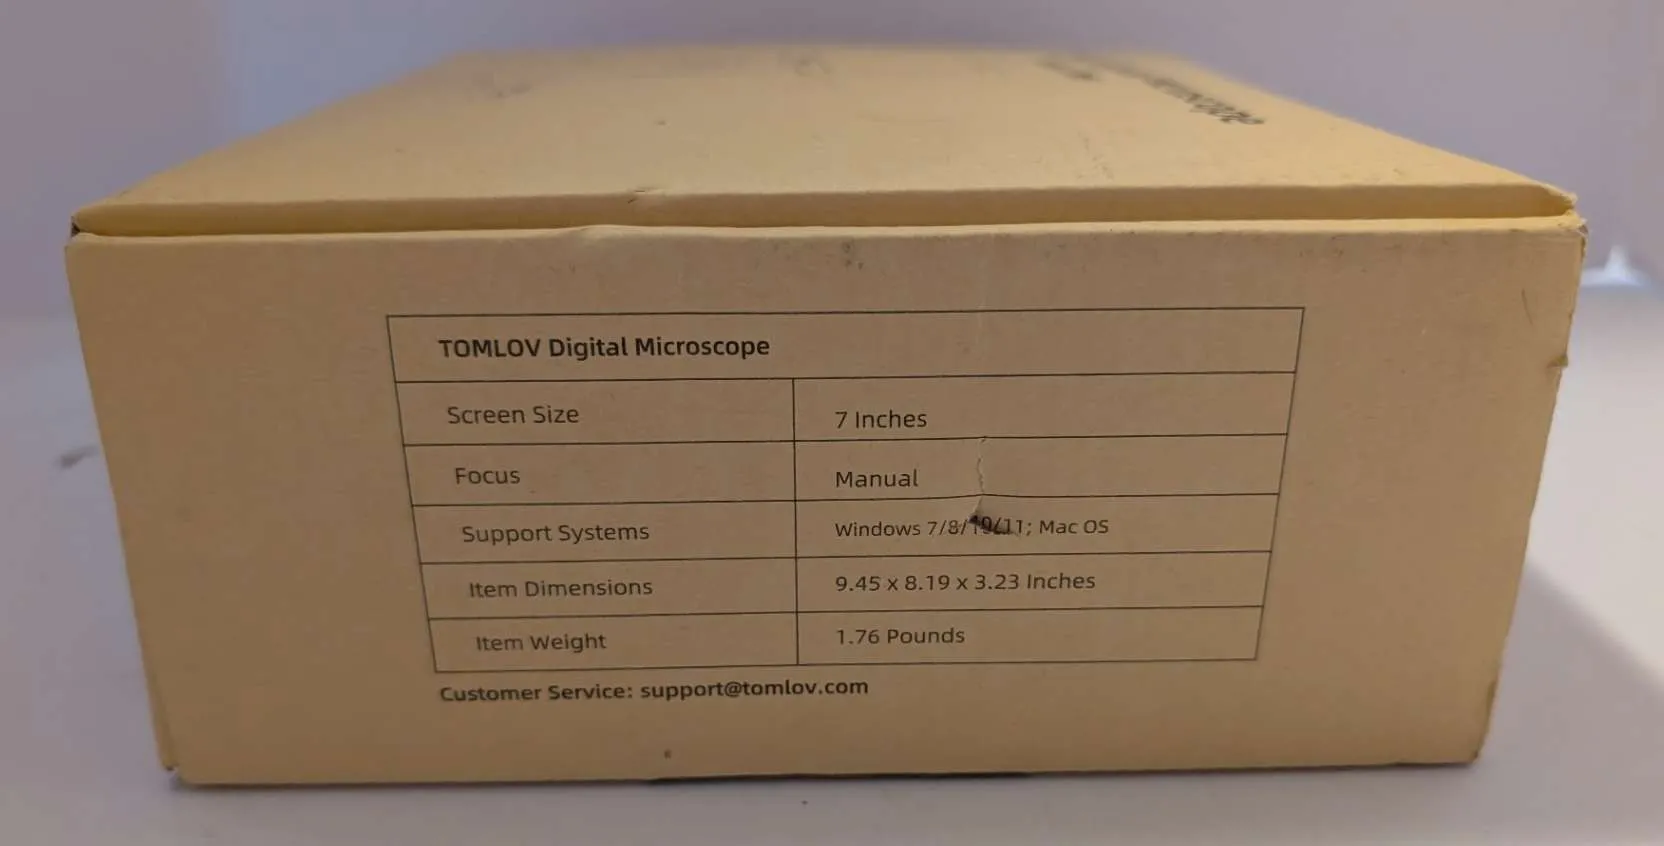 Microscope
TOMLOV Digital Microscope
Screen Size 7 Inches
Focus Manual
Support Systems Windows 7/8/10/11; Mac OS
Item Dimensions 9.45 x 8.19 x 3.23 Inches
Item Weight 1.76 Pounds
Customer Service: support@tomlov.com